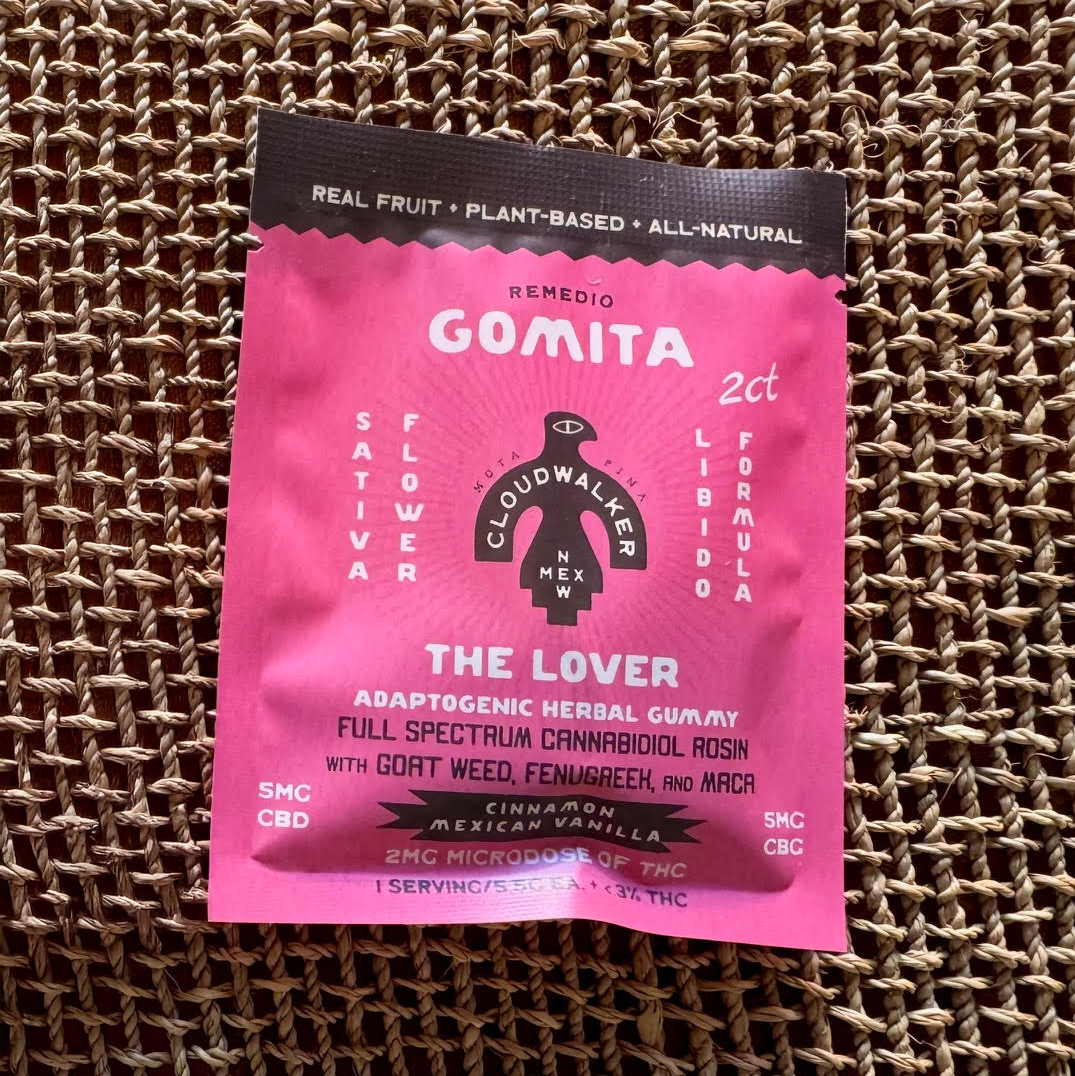 REAL FRUIT + PLANT-BASED + ALL-NATURAL
REMEDIO
GOMITA
2ct
SATIVA
FLOWER
MOTA FINA
CLOUDWALKER
NEW
MEX
LIBIDO
FORMULA
THE LOVER
ADAPTOGENIC HERBAL GUMMY
FULL SPECTRUM CANNABIDIOL ROSIN
WITH GOAT WEED, FENUGREEK, AND MACA
5MG
CBD
CINNAMON
MEXICAN VANILLA
5MG
CBG
2MG MICRODOSE OF THC
1 SERVING/5.5G EA. + <3% THC